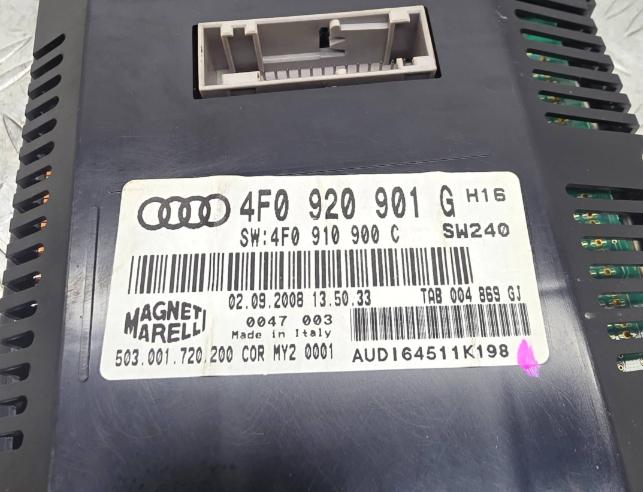 4F0 920 901 G H16
SW:4F0 910 900 C SW240
02.09.2008 13.50.33 TAB 004 869 GJ
MAGNETI MARELLI
0047 003
Made in Italy
503.001.720.200 COR MY2 0001 AUDI64511K198